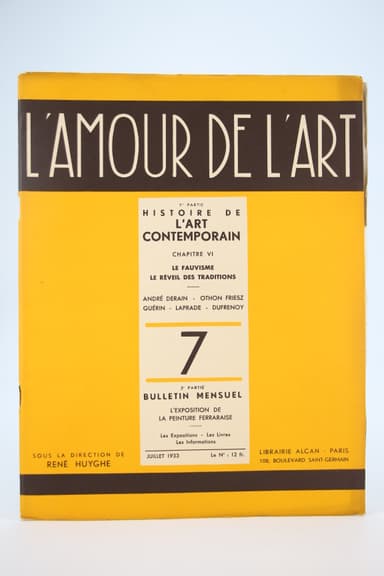 L'AMOUR DE L'ART
1e PARTIE
HISTOIRE DE
L'ART
CONTEMPORAIN
CHAPITRE VI
LE FAUVISME
LE RÉVEIL DES TRADITIONS
ANDRÉ DERAIN - OTHON FRIESZ
GUÉRIN - LAPRADE - DUFRENOY
7
2e PARTIE
BULLETIN MENSUEL
L'EXPOSITION DE
LA PEINTURE FERRARAISE
Les Expositions - Les Livres
Les Informations
JUILLET 1933 Le No : 12 fr.
SOUS LA DIRECTION DE
RENÉ HUYGHE
LIBRAIRIE ALCAN - PARIS
108, BOULEVARD SAINT-GERMAIN